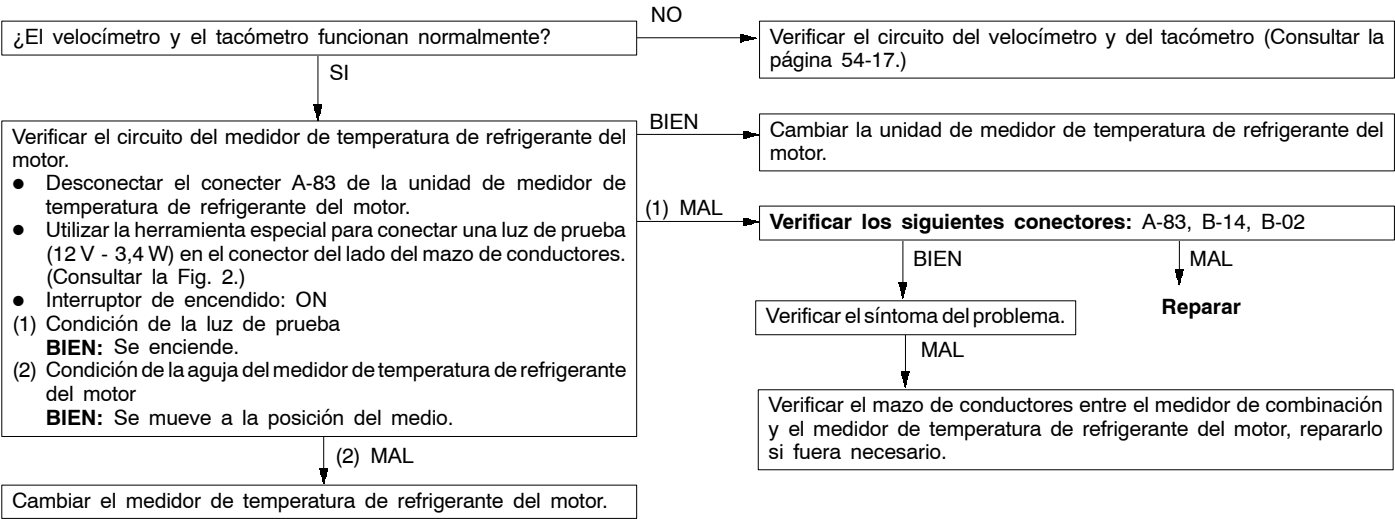 ¿El velocímetro y el tacómetro funcionan normalmente?
NO
Verificar el circuito del velocímetro y del tacómetro (Consultar la
página 54-17.)
SI
Verificar el circuito del medidor de temperatura de refrigerante del
motor.
● Desconectar el conecter A-83 de la unidad de medidor de
temperatura de refrigerante del motor.
● Utilizar la herramienta especial para conectar una luz de prueba
(12 V - 3,4 W) en el conector del lado del mazo de conductores.
(Consultar la Fig. 2.)
● Interruptor de encendido: ON
(1) Condición de la luz de prueba
BIEN: Se enciende.
(2) Condición de la aguja del medidor de temperatura de refrigerante
del motor
BIEN: Se mueve a la posición del medio.
BIEN
Cambiar la unidad de medidor de temperatura de refrigerante del
motor.
(1) MAL
Verificar los siguientes conectores: A-83, B-14, B-02
BIEN
MAL
Reparar
Verificar el síntoma del problema.
MAL
Verificar el mazo de conductores entre el medidor de combinación
y el medidor de temperatura de refrigerante del motor, repararlo
si fuera necesario.
(2) MAL
Cambiar el medidor de temperatura de refrigerante del motor.